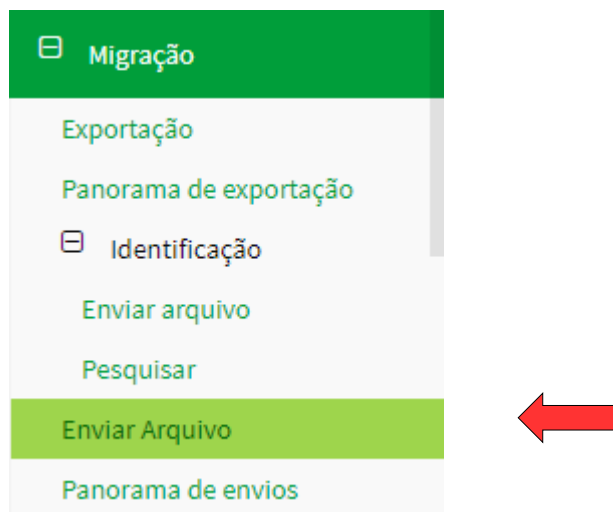 Migração
Exportação
Panorama de exportação
Identificação
Enviar arquivo
Pesquisar
Enviar Arquivo
Panorama de envios